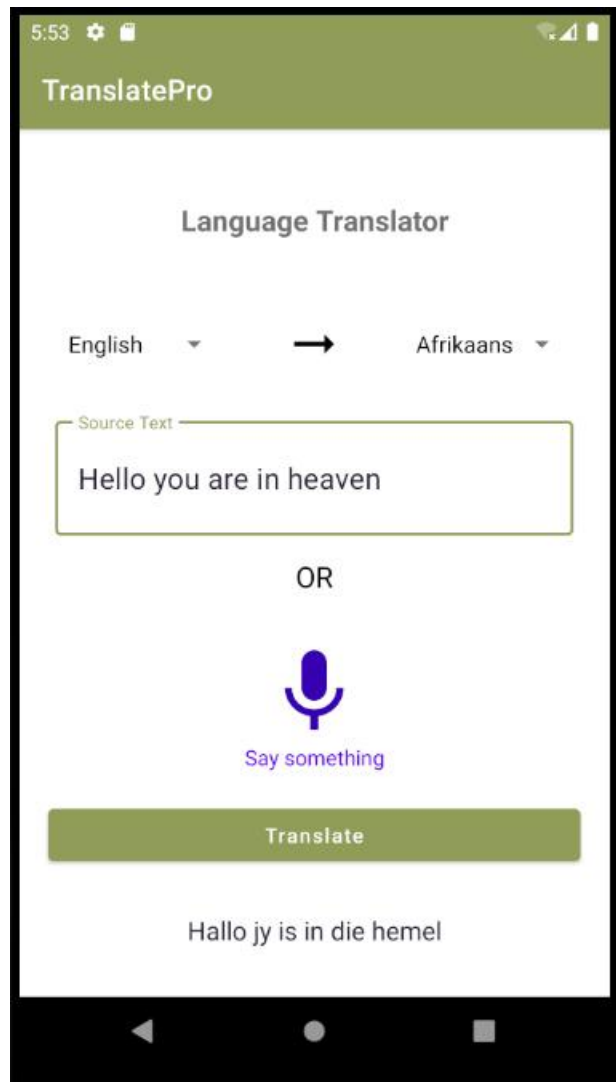 5:53
TranslatePro
Language Translator
English Afrikaans
Source Text
Hello you are in heaven
OR
Say something
Translate
Hallo jy is in die hemel